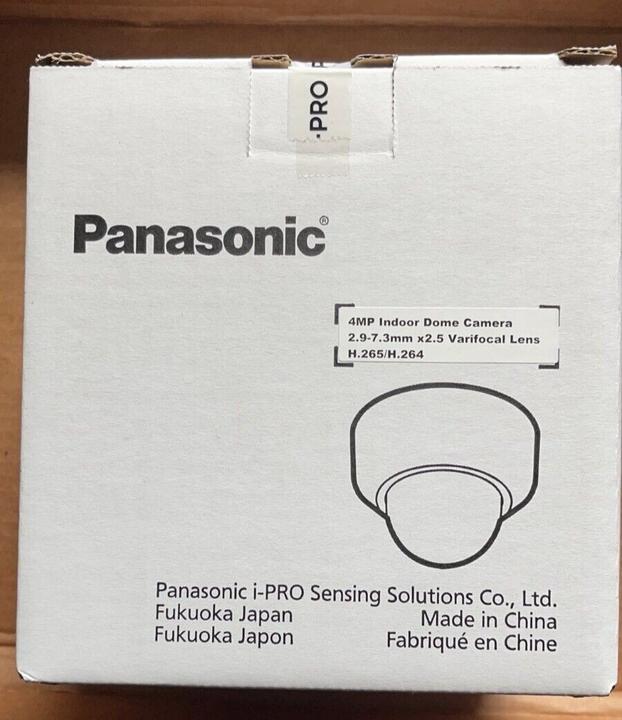 ·PRO
Panasonic®
4MP Indoor Dome Camera
2.9-7.3mm x2.5 Varifocal Lens
H.265/H.264
Panasonic i-PRO Sensing Solutions Co., Ltd.
Fukuoka Japan Made in China
Fukuoka Japon Fabriqué en Chine